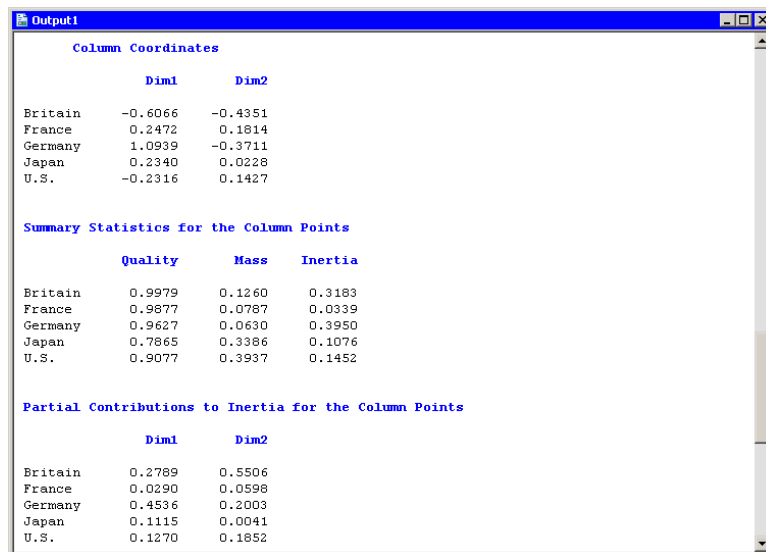 Output1
Column Coordinates
Dim1 Dim2
Britain -0.6066 -0.4351
France 0.2472 0.1814
Germany 1.0939 -0.3711
Japan 0.2340 0.0228
U.S. -0.2316 0.1427
Summary Statistics for the Column Points
Quality Mass Inertia
Britain 0.9979 0.1260 0.3183
France 0.9877 0.0787 0.0339
Germany 0.9627 0.0630 0.3950
Japan 0.7865 0.3386 0.1076
U.S. 0.9077 0.3937 0.1452
Partial Contributions to Inertia for the Column Points
Dim1 Dim2
Britain 0.2789 0.5506
France 0.0290 0.0598
Germany 0.4536 0.2003
Japan 0.1115 0.0041
U.S. 0.1270 0.1852